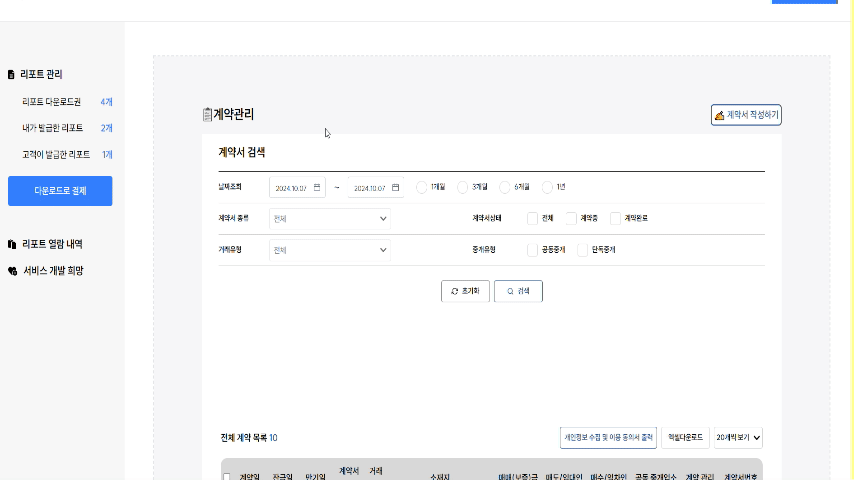 리포트 관리
리포트 다운로드권 4개
내가 발급한 리포트 2개
고객이 발급한 리포트 1개
다운로드로 결제
리포트 열람 내역
서비스 개발 희망
계약관리
계약서 작성하기
계약서 검색
날짜조회 2024.10.07 ~ 2024.10.07 1개월 3개월 6개월 1년
계약서 종류 전체 계약서상태 전체 계약중 계약완료
거래유형 전체 중개유형 공동중개 단독중개
초기화 검색
전체 계약 목록 10 개인정보 수집 및 이용 동의서 출력 엑셀다운로드 20개씩 보기
계약일 잔금일 만기일 계약서 거래 소재지 매매(보증)금 매도/임대인 매수/임차인 공동 중개업소 계약 관리 계약서번호